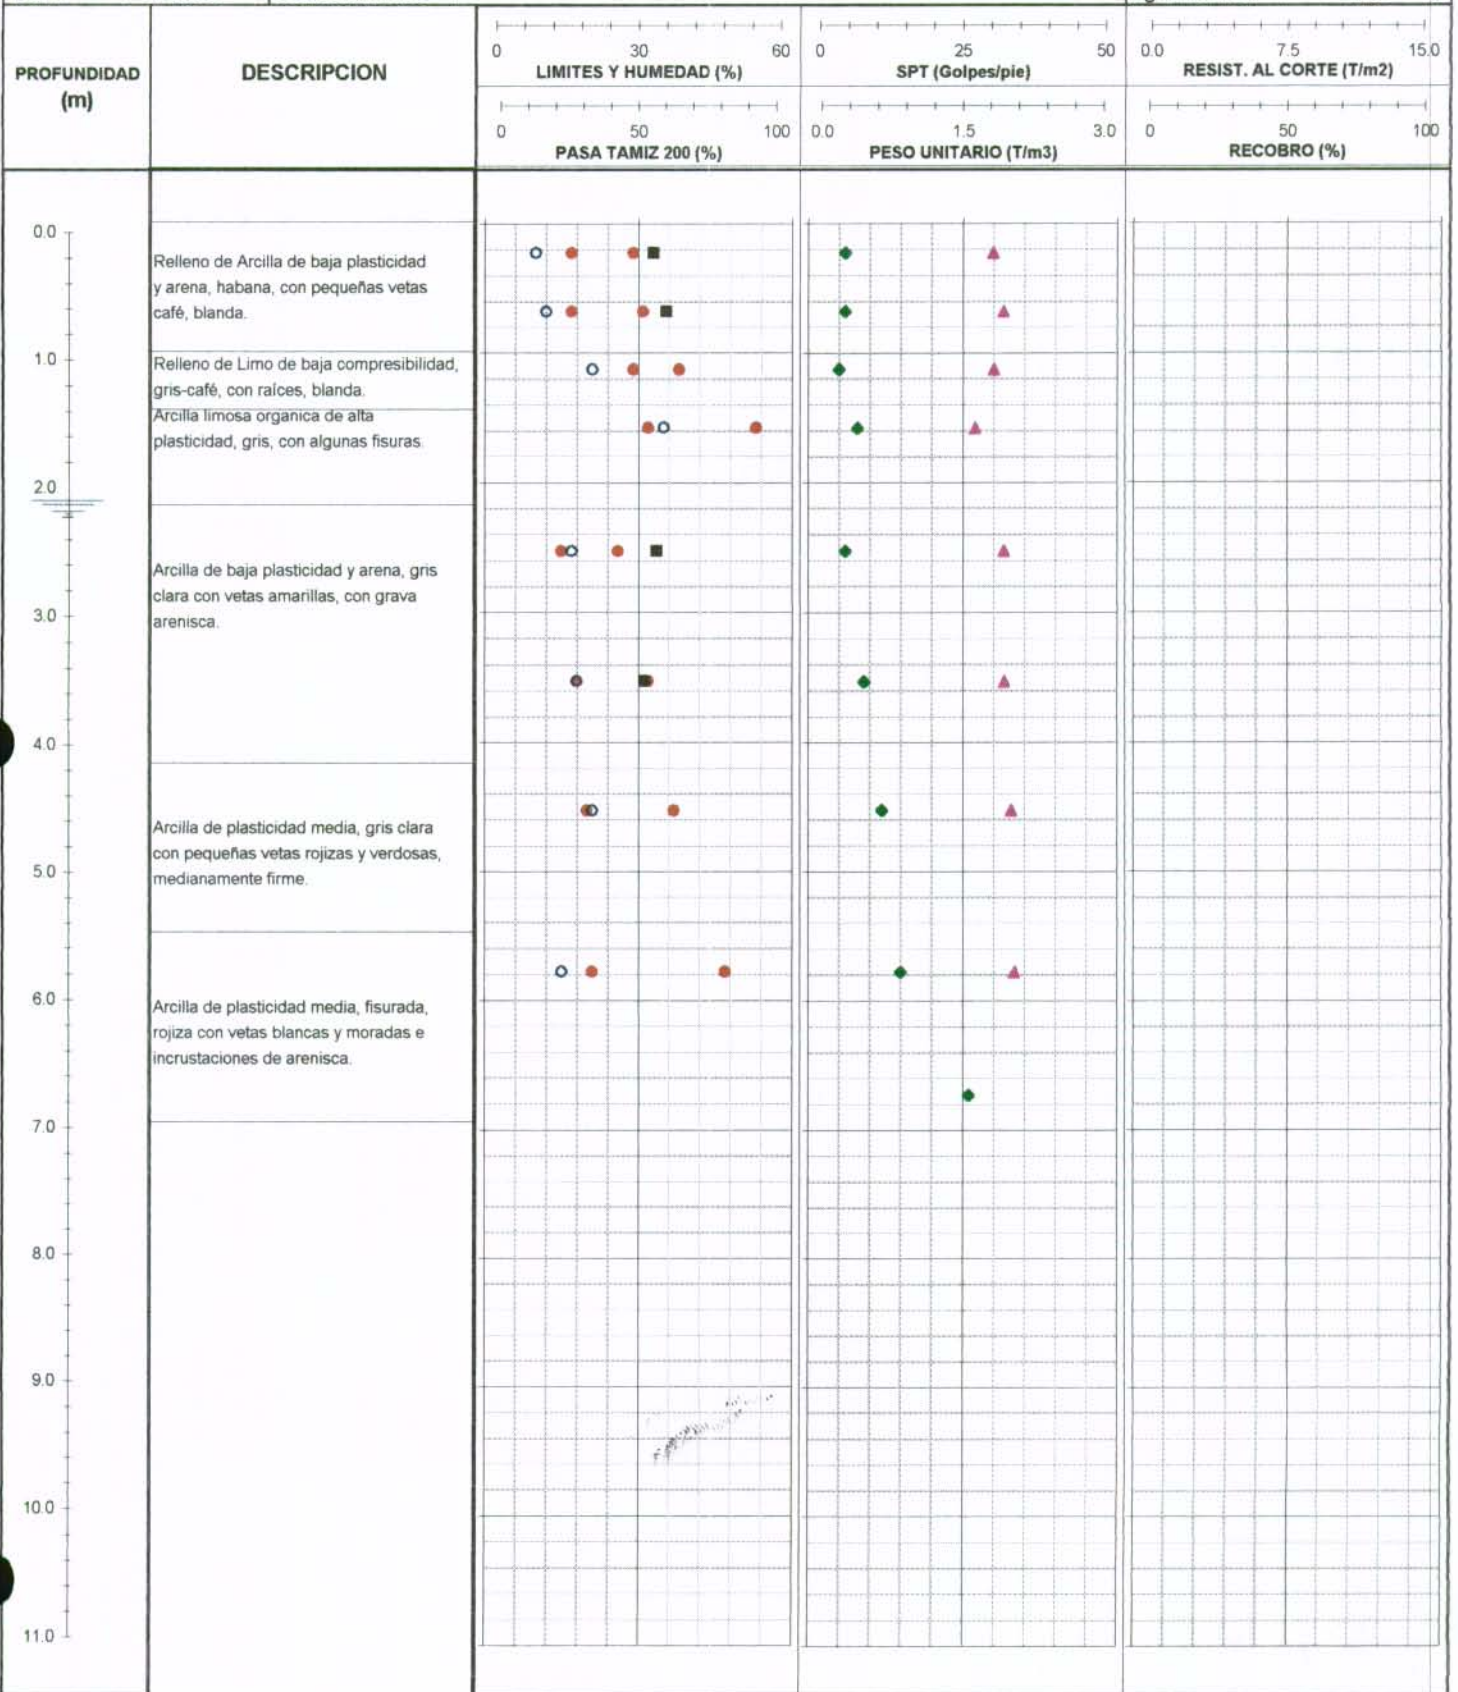 PROFUNDIDAD
(m)
DESCRIPCION
0 30 60
LIMITES Y HUMEDAD (%)
0 50 100
PASA TAMIZ 200 (%)
0 25 50
SPT (Golpes/pie)
0.0 1.5 3.0
PESO UNITARIO (T/m3)
0.0 7.5 15.0
RESIST. AL CORTE (T/m2)
0 50 100
RECOBRO (%)
0.0
Relleno de Arcilla de baja plasticidad
y arena, habana, con pequeñas vetas
café, blanda.
1.0
Relleno de Limo de baja compresibilidad,
gris-café, con raíces, blanda.
Arcilla limosa organica de alta
plasticidad, gris, con algunas fisuras.
2.0
Arcilla de baja plasticidad y arena, gris
clara con vetas amarillas, con grava
arenisca.
3.0
4.0
Arcilla de plasticidad media, gris clara
con pequeñas vetas rojizas y verdosas,
medianamente firme.
5.0
6.0
Arcilla de plasticidad media, fisurada,
rojiza con vetas blancas y moradas e
incrustaciones de arenisca.
7.0
8.0
9.0
10.0
11.0